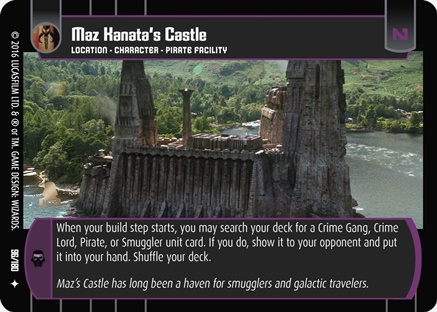 Maz Kanata's Castle
LOCATION - CHARACTER - PIRATE FACILITY
N
© 2016 LUCASFILM LTD. & ® OR TM. GAME DESIGN: WIZARDS.
When your build step starts, you may search your deck for a Crime Gang, Crime
Lord, Pirate, or Smuggler unit card. If you do, show it to your opponent and put
it into your hand. Shuffle your deck.
Maz's Castle has long been a haven for smugglers and galactic travelers.